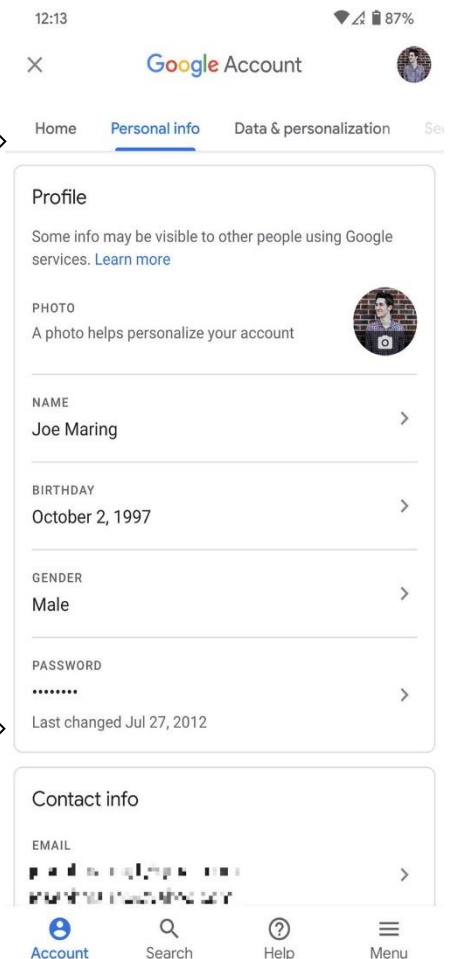 12:13
87%
Google Account
Home Personal info Data & personalization Se
Profile
Some info may be visible to other people using Google
services. Learn more
PHOTO
A photo helps personalize your account
NAME
Joe Maring
BIRTHDAY
October 2, 1997
GENDER
Male
PASSWORD
••••••••
Last changed Jul 27, 2012
Contact info
EMAIL
Account Search Help Menu